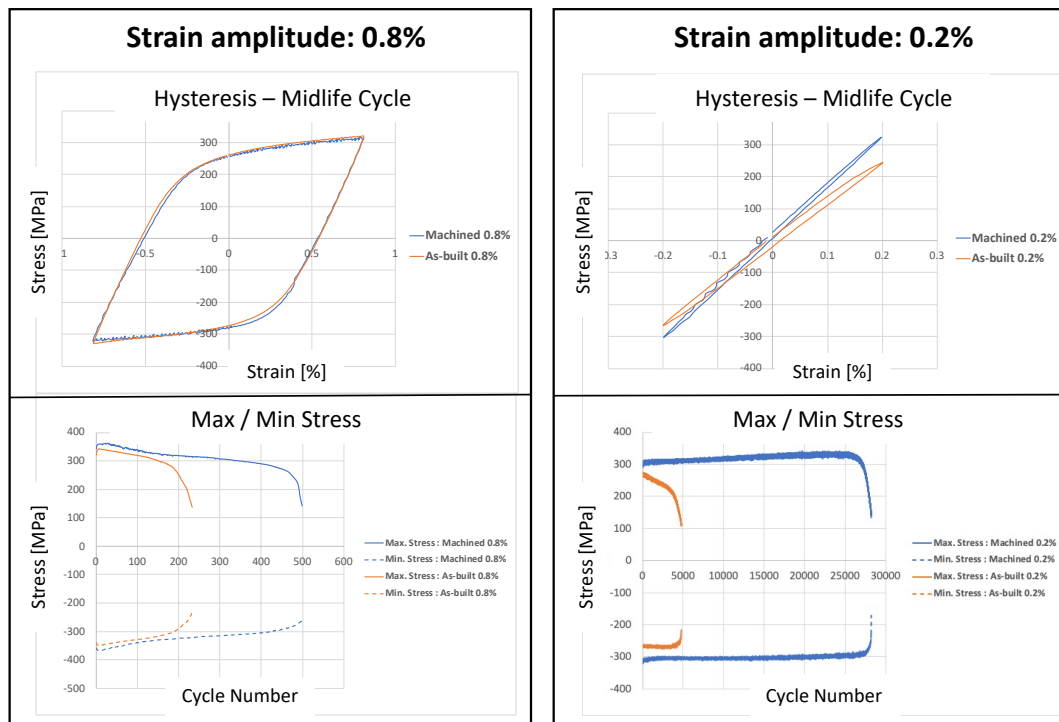 Strain amplitude: 0.8%
Hysteresis – Midlife Cycle
Stress [MPa]
300
200
100
0
-100
-200
-300
-400
1
-0.5
0
0.5
1
Machined 0.8%
As-built 0.8%
Strain [%]
Max / Min Stress
Stress [MPa]
400
300
200
100
0
-100
-200
-300
-400
-500
0
100
200
300
400
500
600
Max. Stress : Machined 0.8%
Min. Stress : Machined 0.8%
Max. Stress : As-built 0.8%
Min. Stress : As-built 0.8%
Cycle Number
Strain amplitude: 0.2%
Hysteresis – Midlife Cycle
Stress [MPa]
300
200
100
0
-100
-200
-300
-400
0.3
-0.2
-0.1
0
0.1
0.2
0.3
Machined 0.2%
As-built 0.2%
Strain [%]
Max / Min Stress
Stress [MPa]
400
300
200
100
0
-100
-200
-300
-400
0
5000
10000
15000
20000
25000
30000
Max. Stress : Machined 0.2%
Min. Stress : Machined 0.2%
Max. Stress : As-built 0.2%
Min. Stress : As-built 0.2%
Cycle Number